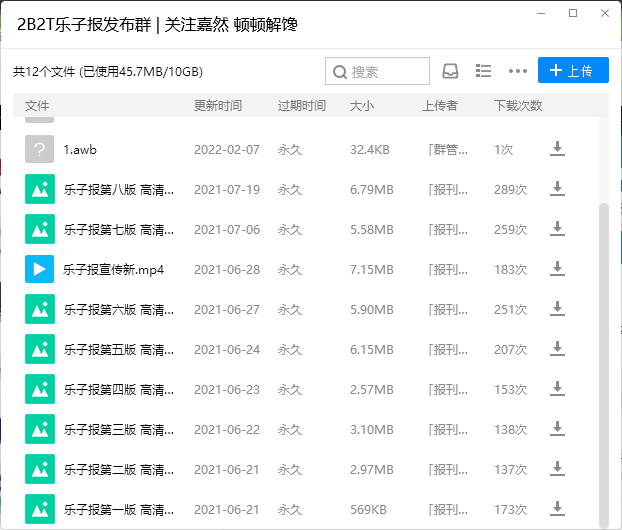 2B2T乐子报发布群 | 关注嘉然 顿顿解馋
共12个文件 (已使用45.7MB/10GB) 搜索 上传
文件 更新时间 过期时间 大小 上传者 下载次数
1.awb 2022-02-07 永久 32.4KB 「群管... 1次
乐子报第八版 高清... 2021-07-19 永久 6.79MB 「报刊... 289次
乐子报第七版 高清... 2021-07-06 永久 5.58MB 「报刊... 259次
乐子报宣传新.mp4 2021-06-28 永久 7.15MB 「报刊... 183次
乐子报第六版 高清... 2021-06-27 永久 5.90MB 「报刊... 251次
乐子报第五版 高清... 2021-06-24 永久 6.15MB 「报刊... 207次
乐子报第四版 高清... 2021-06-23 永久 2.57MB 「报刊... 153次
乐子报第三版 高清... 2021-06-22 永久 3.10MB 「报刊... 138次
乐子报第二版 高清... 2021-06-21 永久 2.97MB 「报刊... 137次
乐子报第一版 高清... 2021-06-21 永久 569KB 「报刊... 173次